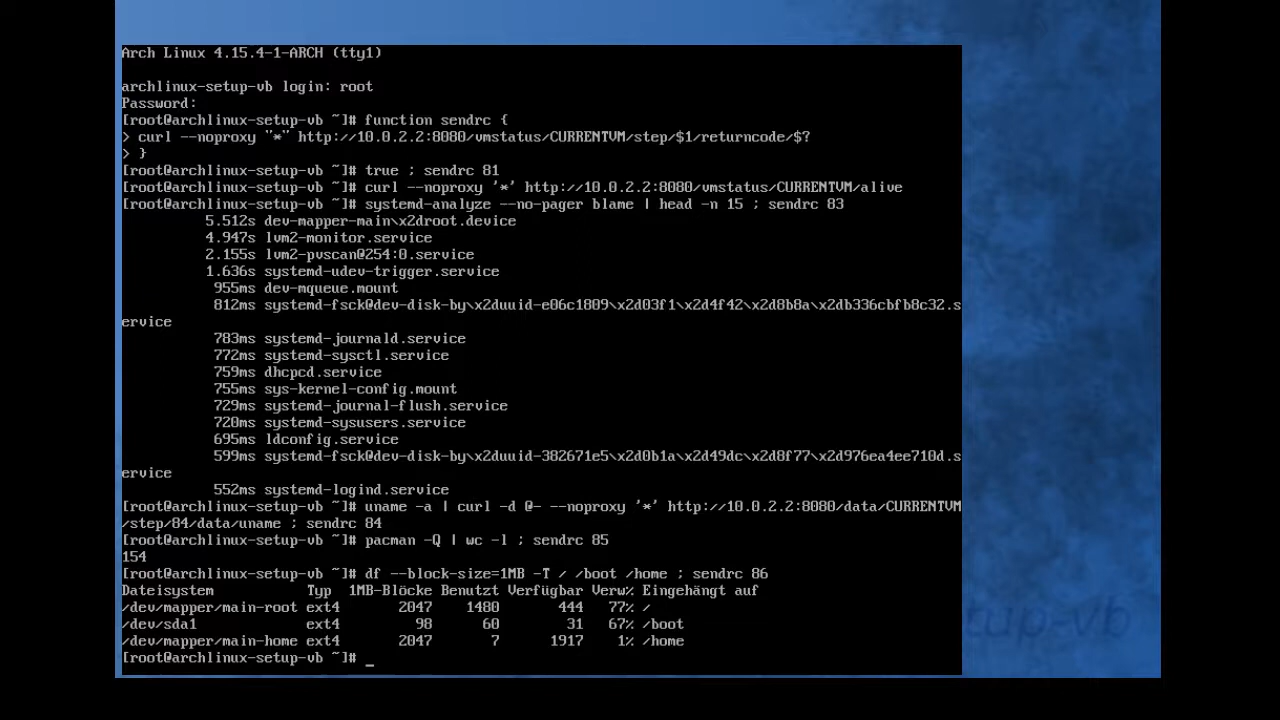 Arch Linux 4.15.4-1-ARCH (tty1)
archlinux-setup-vb login: root
Password:
[root@archlinux-setup-vb ~]# function sendrc {
> curl --noproxy "*" http://10.0.2.2:8080/vmstatus/CURRENTVM/step/$1/returncode/$?
> }
[root@archlinux-setup-vb ~]# true ; sendrc 81
[root@archlinux-setup-vb ~]# curl --noproxy '*' http://10.0.2.2:8080/vmstatus/CURRENTVM/alive
[root@archlinux-setup-vb ~]# systemd-analyze --no-pager blame | head -n 15 ; sendrc 83
5.512s dev-mapper-main\x2droot.device
4.947s lvm2-monitor.service
2.155s lvm2-pvscan@254:0.service
1.636s systemd-udev-trigger.service
955ms dev-mqueue.mount
812ms systemd-fsck@dev-disk-by\x2duuid-e06c1809\x2d03f1\x2d4f42\x2d8b8a\x2db336cbfb8c32.s
ervice
783ms systemd-journald.service
772ms systemd-sysctl.service
759ms dhcpcd.service
755ms sys-kernel-config.mount
729ms systemd-journal-flush.service
728ms systemd-sysusers.service
695ms ldconfig.service
599ms systemd-fsck@dev-disk-by\x2duuid-382671e5\x2d0b1a\x2d49dc\x2d8f77\x2d976ea4ee710d.s
ervice
552ms systemd-logind.service
[root@archlinux-setup-vb ~]# uname -a | curl -d @- --noproxy '*' http://10.0.2.2:8080/data/CURRENTVM
/step/84/data/uname ; sendrc 84
[root@archlinux-setup-vb ~]# pacman -Q | wc -l ; sendrc 85
154
[root@archlinux-setup-vb ~]# df --block-size=1MB -T / /boot /home ; sendrc 86
Dateisystem Typ 1MB-Blöcke Benutzt Verfügbar Verw% Eingehängt auf
/dev/mapper/main-root ext4 2047 1480 444 77% /
/dev/sda1 ext4 98 60 31 67% /boot
/dev/mapper/main-home ext4 2047 7 1917 1% /home
[root@archlinux-setup-vb ~]# _
tup-vb